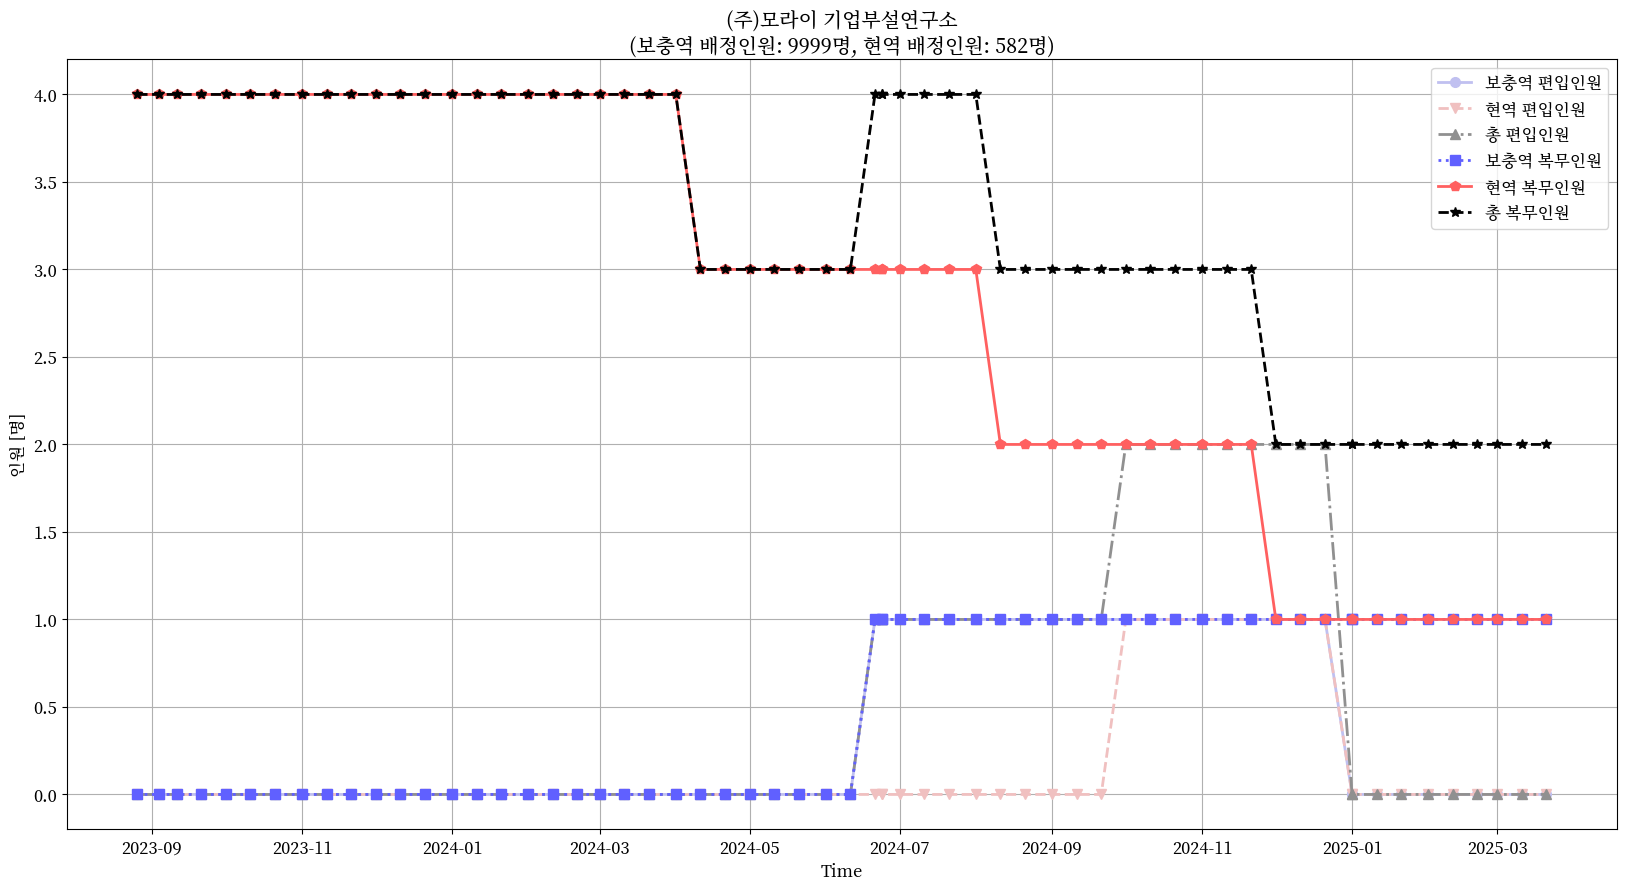 (주)모라이 기업부설연구소
(보충역 배정인원: 9999명, 현역 배정인원: 582명)
보충역 편입인원
현역 편입인원
총 편입인원
보충역 복무인원
현역 복무인원
총 복무인원
4.0
3.5
3.0
2.5
2.0
1.5
1.0
0.5
0.0
인원 [명]
2023-09 2023-11 2024-01 2024-03 2024-05 2024-07 2024-09 2024-11 2025-01 2025-03
Time